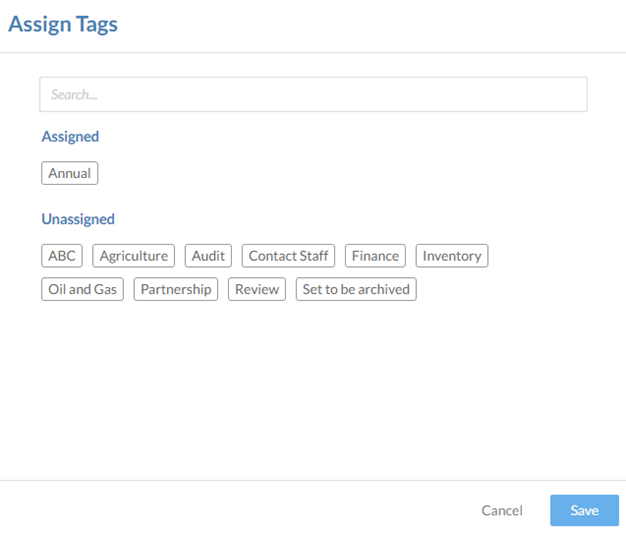 Assign Tags
Search...
Assigned
Annual
Unassigned
ABC Agriculture Audit Contact Staff Finance Inventory
Oil and Gas Partnership Review Set to be archived
Cancel Save